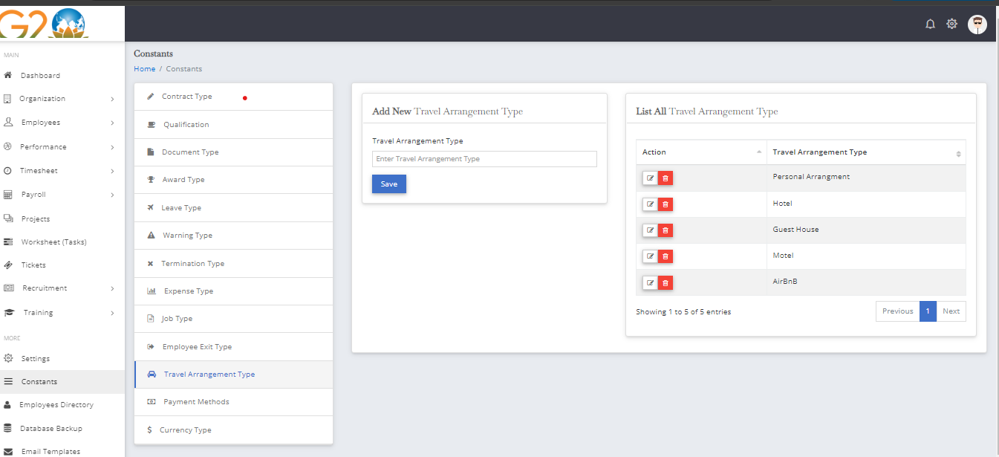 G20
MAIN
Dashboard
Organization
Employees
Performance
Timesheet
Payroll
Projects
Worksheet (Tasks)
Tickets
Recruitment
Training
MORE
Settings
Constants
Employees Directory
Database Backup
Email Templates
Constants
Home / Constants
Contract Type
Qualification
Document Type
Award Type
Leave Type
Warning Type
Termination Type
Expense Type
Job Type
Employee Exit Type
Travel Arrangement Type
Payment Methods
Currency Type
Add New Travel Arrangement Type
Travel Arrangement Type
Enter Travel Arrangement Type
Save
List All Travel Arrangement Type
Action Travel Arrangement Type
Personal Arrangment
Hotel
Guest House
Motel
AirBnB
Showing 1 to 5 of 5 entries
Previous 1 Next